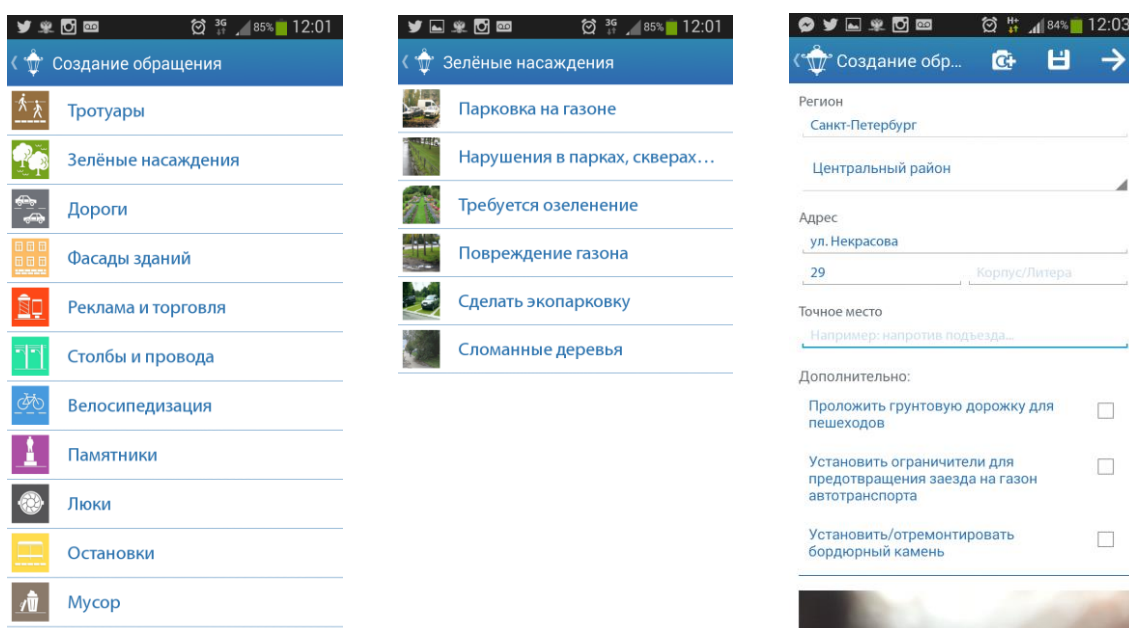 3G 85% 12:01
Создание обращения
Тротуары
Зелёные насаждения
Дороги
Фасады зданий
Реклама и торговля
Столбы и провода
Велосипедизация
Памятники
Люки
Остановки
Мусор
3G 85% 12:01
Зелёные насаждения
Парковка на газоне
Нарушения в парках, скверах...
Требуется озеленение
Повреждение газона
Сделать экопарковку
Сломанные деревья
H+ 84% 12:03
Создание обр...
Регион
Санкт-Петербург
Центральный район
Адрес
ул. Некрасова
29 Корпус/Литера
Точное место
Например: напротив подъезда...
Дополнительно:
Проложить грунтовую дорожку для
пешеходов
Установить ограничители для
предотвращения заезда на газон
автотранспорта
Установить/отремонтировать
бордюрный камень